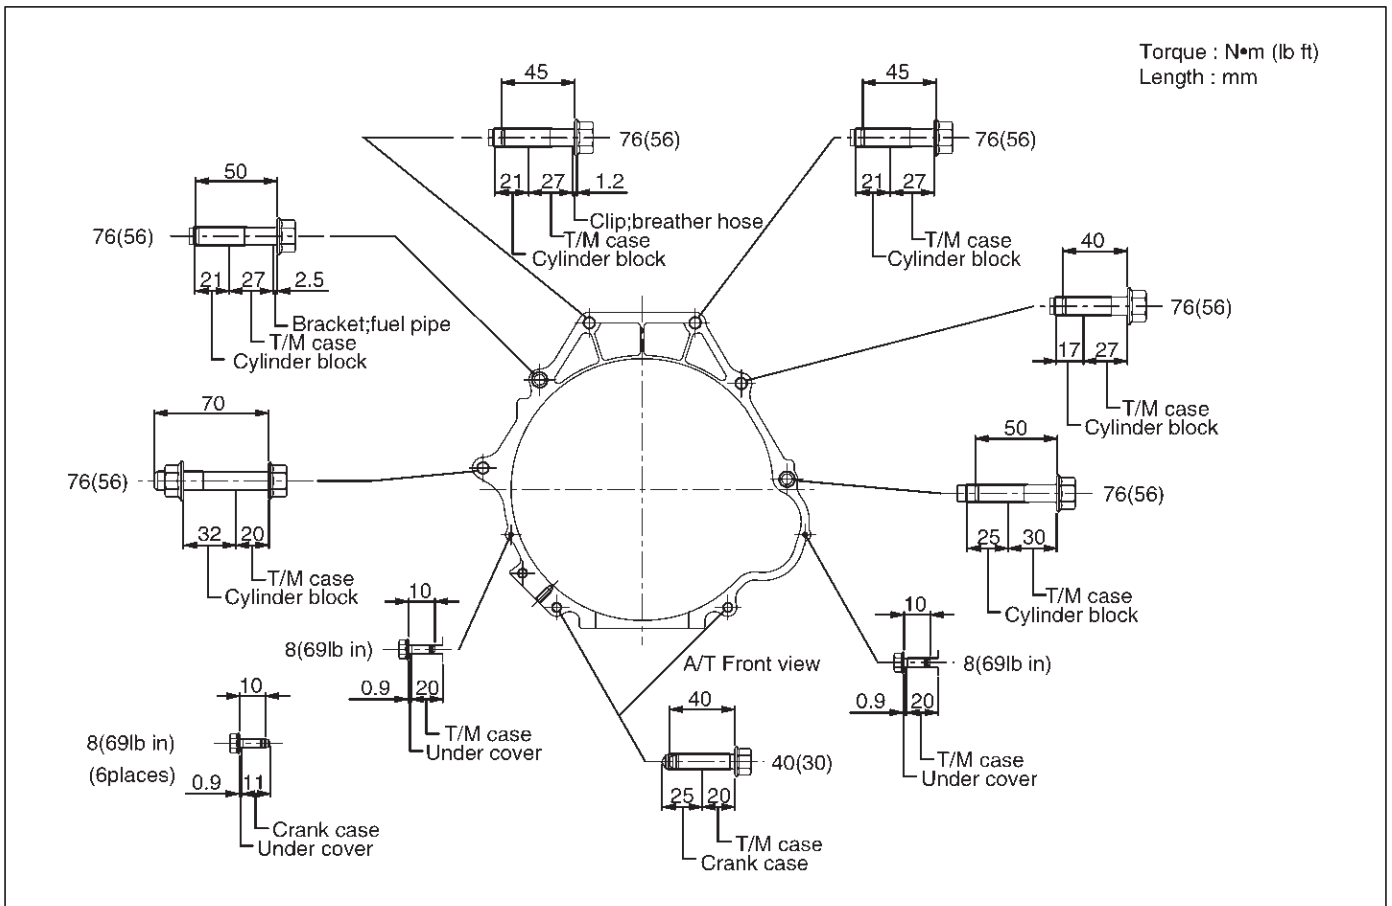 Torque : N•m (lb ft)
Length : mm
45
76(56)
21 27 1.2
Clip;breather hose
T/M case
Cylinder block
45
76(56)
21 27
T/M case
Cylinder block
50
76(56)
21 27 2.5
Bracket;fuel pipe
T/M case
Cylinder block
40
76(56)
17 27
T/M case
Cylinder block
70
76(56)
32 20
T/M case
Cylinder block
50
76(56)
25 30
T/M case
Cylinder block
10
8(69lb in)
0.9 20
T/M case
Under cover
A/T Front view
10
8(69lb in)
0.9 20
T/M case
Under cover
10
8(69lb in)
(6places)
0.9 11
Crank case
Under cover
40
40(30)
25 20
T/M case
Crank case